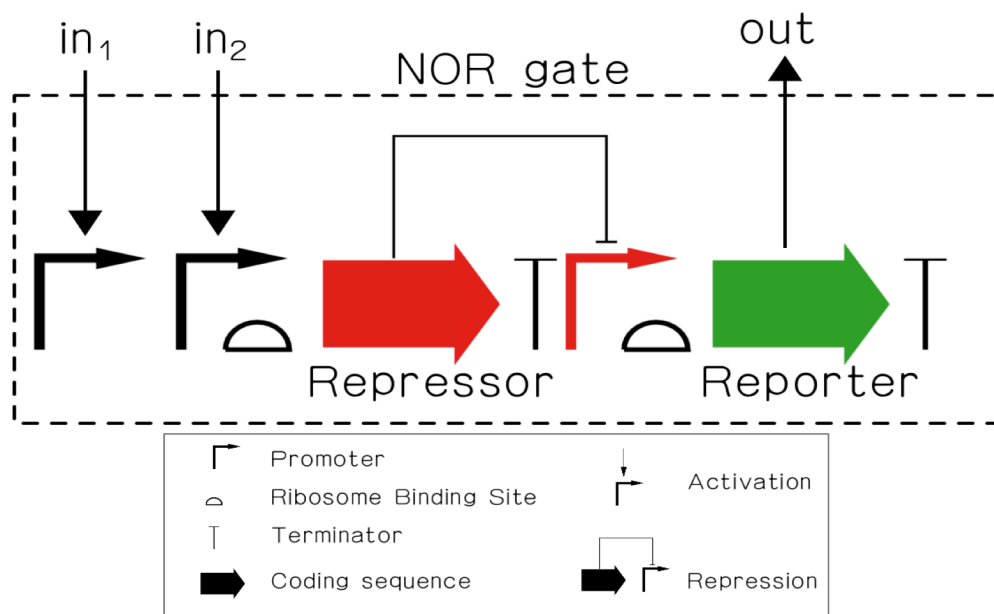 in1
in2
out
NOR gate
Repressor
Reporter
Promoter
Ribosome Binding Site
Terminator
Coding sequence
Activation
Repression